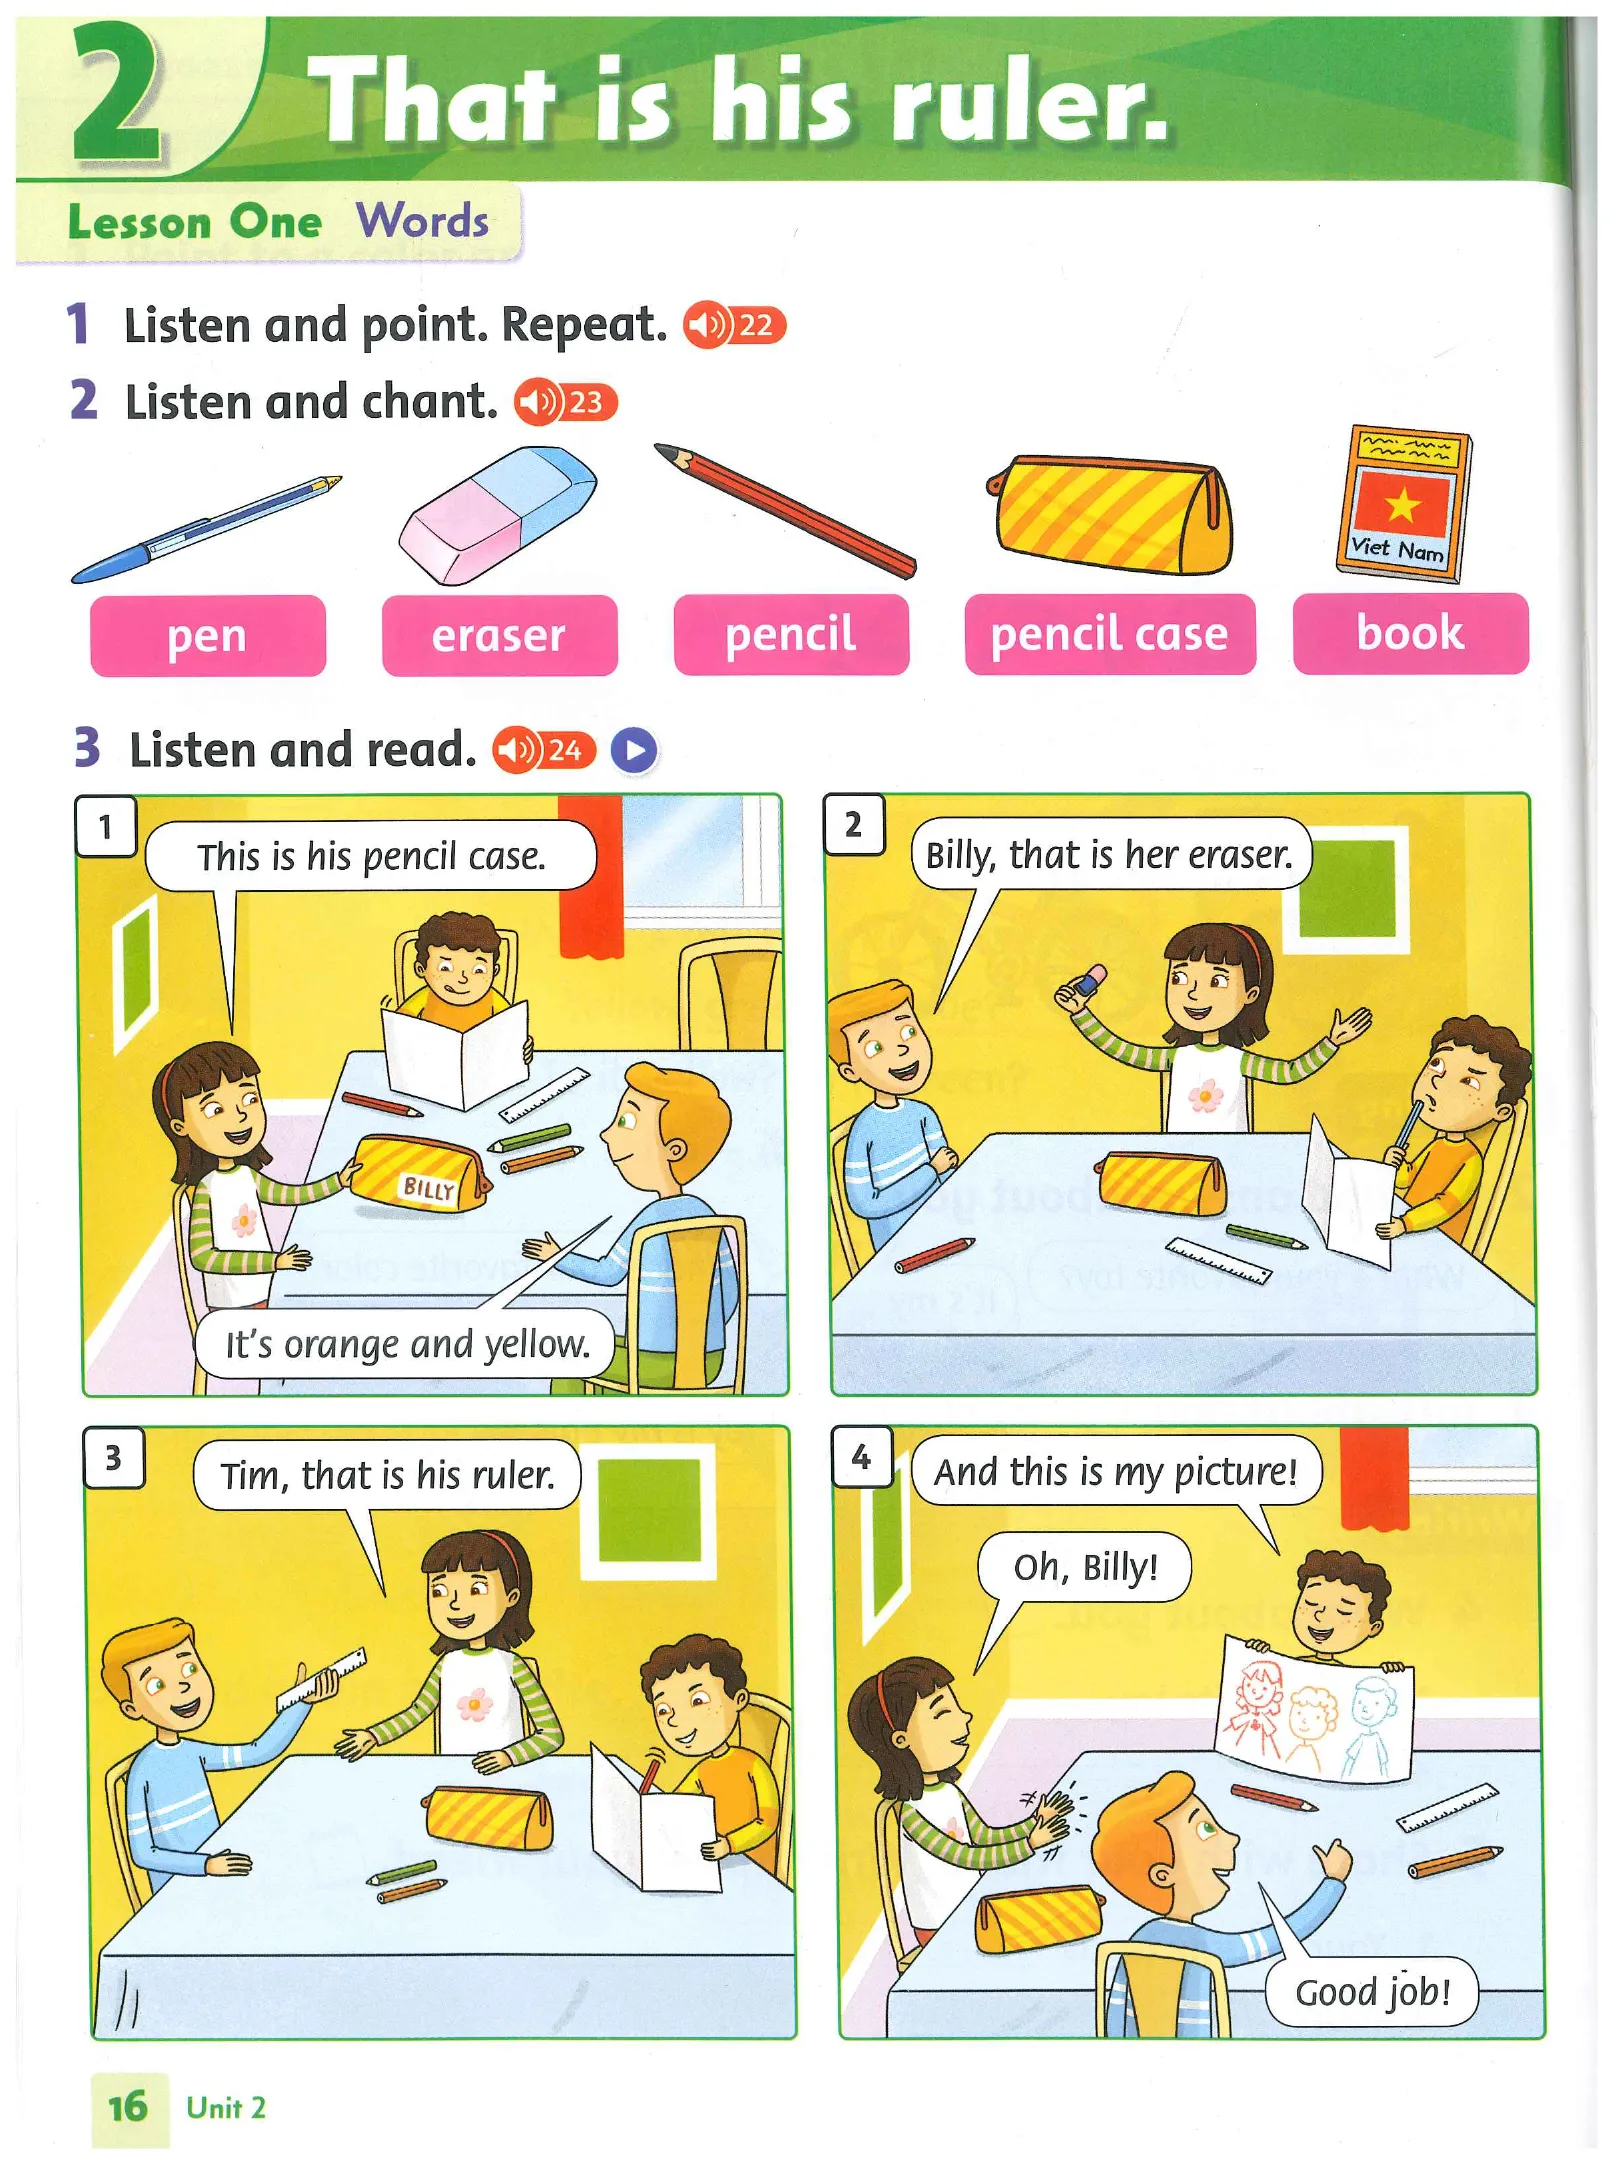 2 That is his ruler.
Lesson One Words
1 Listen and point. Repeat. 22
2 Listen and chant. 23
Viet Nam
pen
eraser
pencil
pencil case
book
3 Listen and read. 24
1
This is his pencil case.
BILLY
It's orange and yellow.
2
Billy, that is her eraser.
3
Tim, that is his ruler.
4
And this is my picture!
Oh, Billy!
Good job!
16 Unit 2